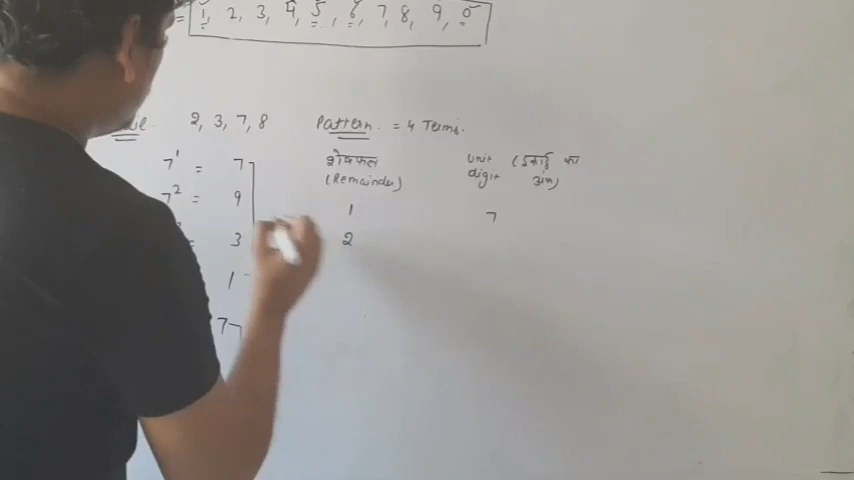 = 1, 2, 3, 4, 5, 6, 7, 8, 9, 0
2, 3, 7, 8 Pattern. = 4 Terms.
7¹ = 7 शेषफल unit (इकाई का
(Remainder) digit अंक)
7² = 9 1 7
= 3 2
1
7